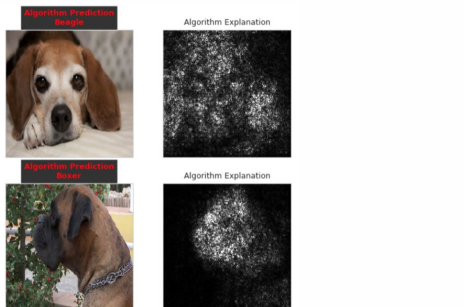 Algorithm Prediction
Beagle
Algorithm Explanation
Algorithm Prediction
Boxer
Algorithm Explanation